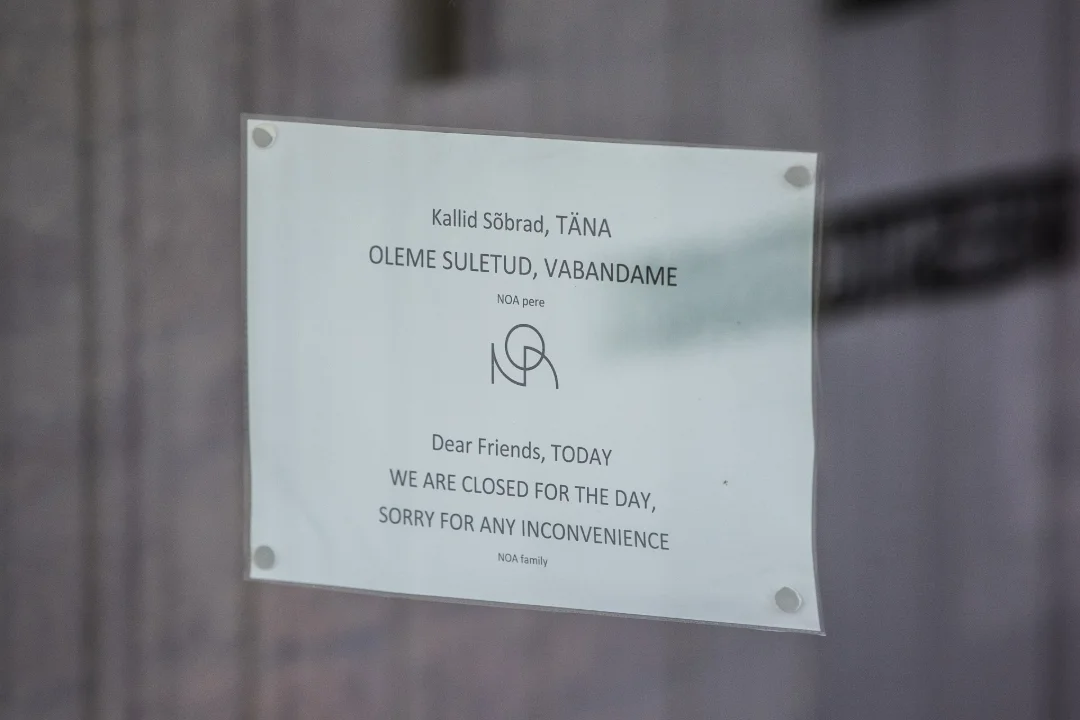 Kallid Sõbrad, TÄNA
OLEME SULETUD, VABANDAME
NOA pere
NOA
Dear Friends, TODAY
WE ARE CLOSED FOR THE DAY,
SORRY FOR ANY INCONVENIENCE
NOA family